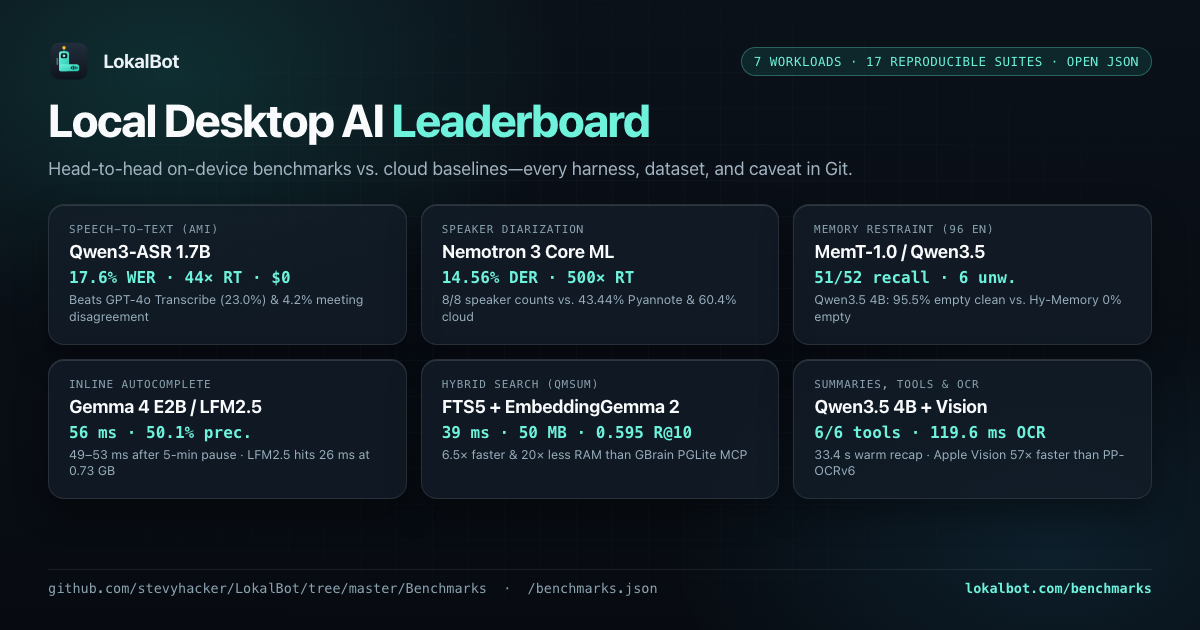 LokalBot
7 WORKLOADS · 17 REPRODUCIBLE SUITES · OPEN JSON
Local Desktop AI Leaderboard
Head-to-head on-device benchmarks vs. cloud baselines—every harness, dataset, and caveat in Git.
SPEECH-TO-TEXT (AMI)
Qwen3-ASR 1.7B
17.6% WER · 44× RT · $0
Beats GPT-4o Transcribe (23.0%) & 4.2% meeting
disagreement
SPEAKER DIARIZATION
Nemotron 3 Core ML
14.56% DER · 500× RT
8/8 speaker counts vs. 43.44% Pyannote & 60.4%
cloud
MEMORY RESTRAINT (96 EN)
MemT-1.0 / Qwen3.5
51/52 recall · 6 unw.
Qwen3.5 4B: 95.5% empty clean vs. Hy-Memory 0%
empty
INLINE AUTOCOMPLETE
Gemma 4 E2B / LFM2.5
56 ms · 50.1% prec.
49–53 ms after 5-min pause · LFM2.5 hits 26 ms at
0.73 GB
HYBRID SEARCH (QMSUM)
FTS5 + EmbeddingGemma 2
39 ms · 50 MB · 0.595 R@10
6.5× faster & 20× less RAM than GBrain PGLite MCP
SUMMARIES, TOOLS & OCR
Qwen3.5 4B + Vision
6/6 tools · 119.6 ms OCR
33.4 s warm recap · Apple Vision 57× faster than PP-
OCRv6
github.com/stevyhacker/LokalBot/tree/master/Benchmarks · /benchmarks.json
lokalbot.com/benchmarks